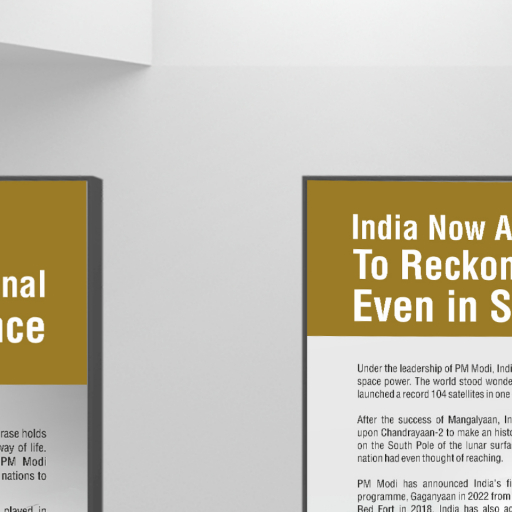 nal
nce
rase holds
way of life.
PM Modi
nations to
played in
India Now A
To Reckon
Even in S
Under the leadership of PM Modi, Indi
space power. The world stood wonde
launched a record 104 satellites in one
After the success of Mangalyaan, In
upon Chandrayaan-2 to make an histo
on the South Pole of the lunar surfa
nation had even thought of reaching.
PM Modi has announced India's fi
programme, Gaganyaan in 2022 from
Red Fort in 2018. India has also ac